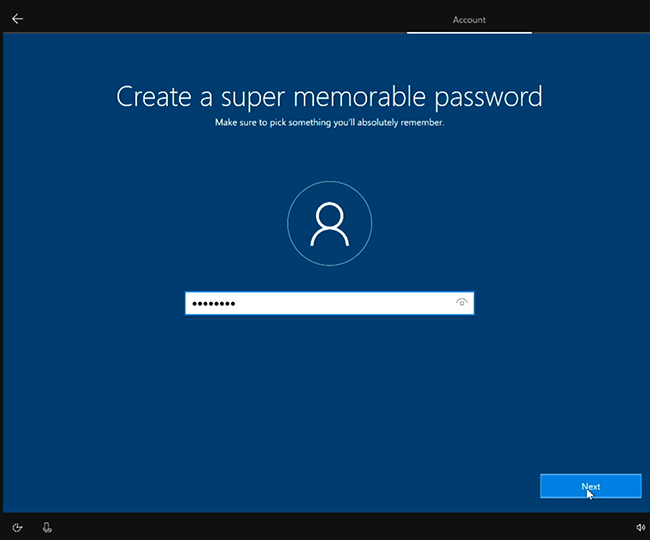 Account
Create a super memorable password
Make sure to pick something you'll absolutely remember.
••••••••
Next